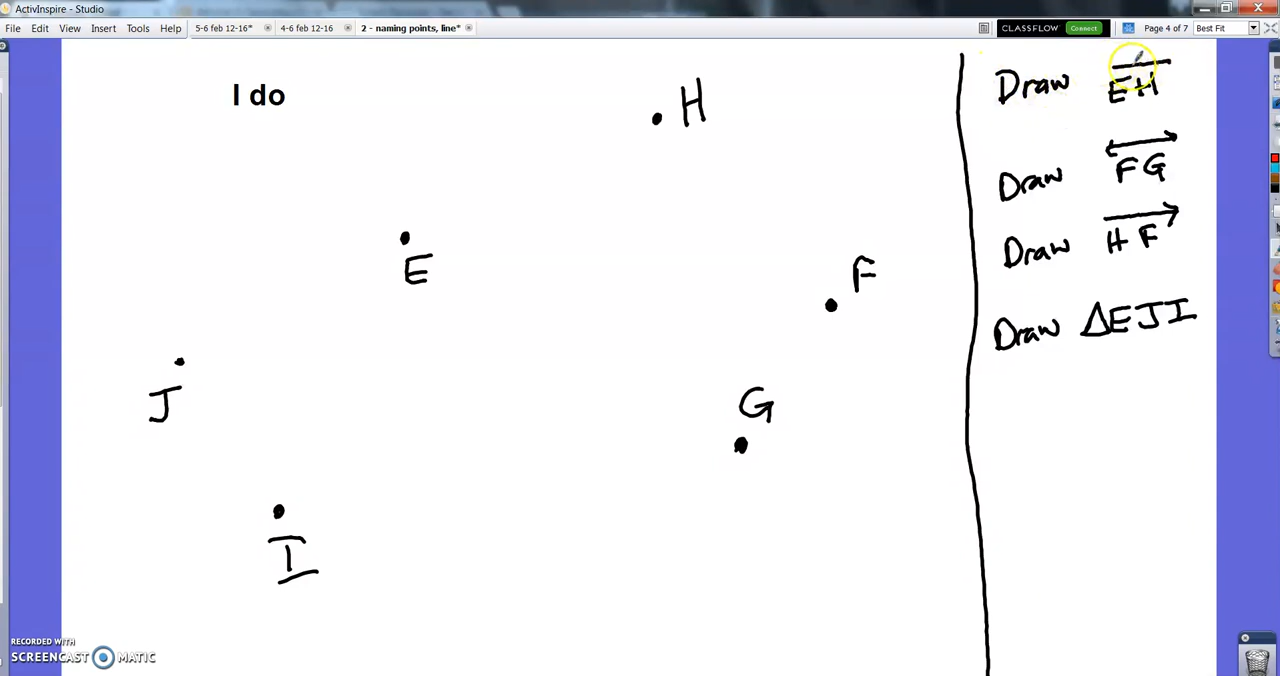 ActivInspire - Studio
File Edit View Insert Tools Help 5-6 feb 12-16* 4-6 feb 12-16 2 - naming points, line* CLASSFLOW Connect Page 4 of 7 Best Fit
I do
H
E
F
J
G
I
Draw EH
Draw FG
Draw HF
Draw ΔEJI
RECORDED WITH
SCREENCAST MATIC